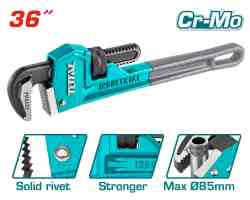 36”
Cr-Mo
TOTAL
Solid rivet
Stronger
Max Ø85mm